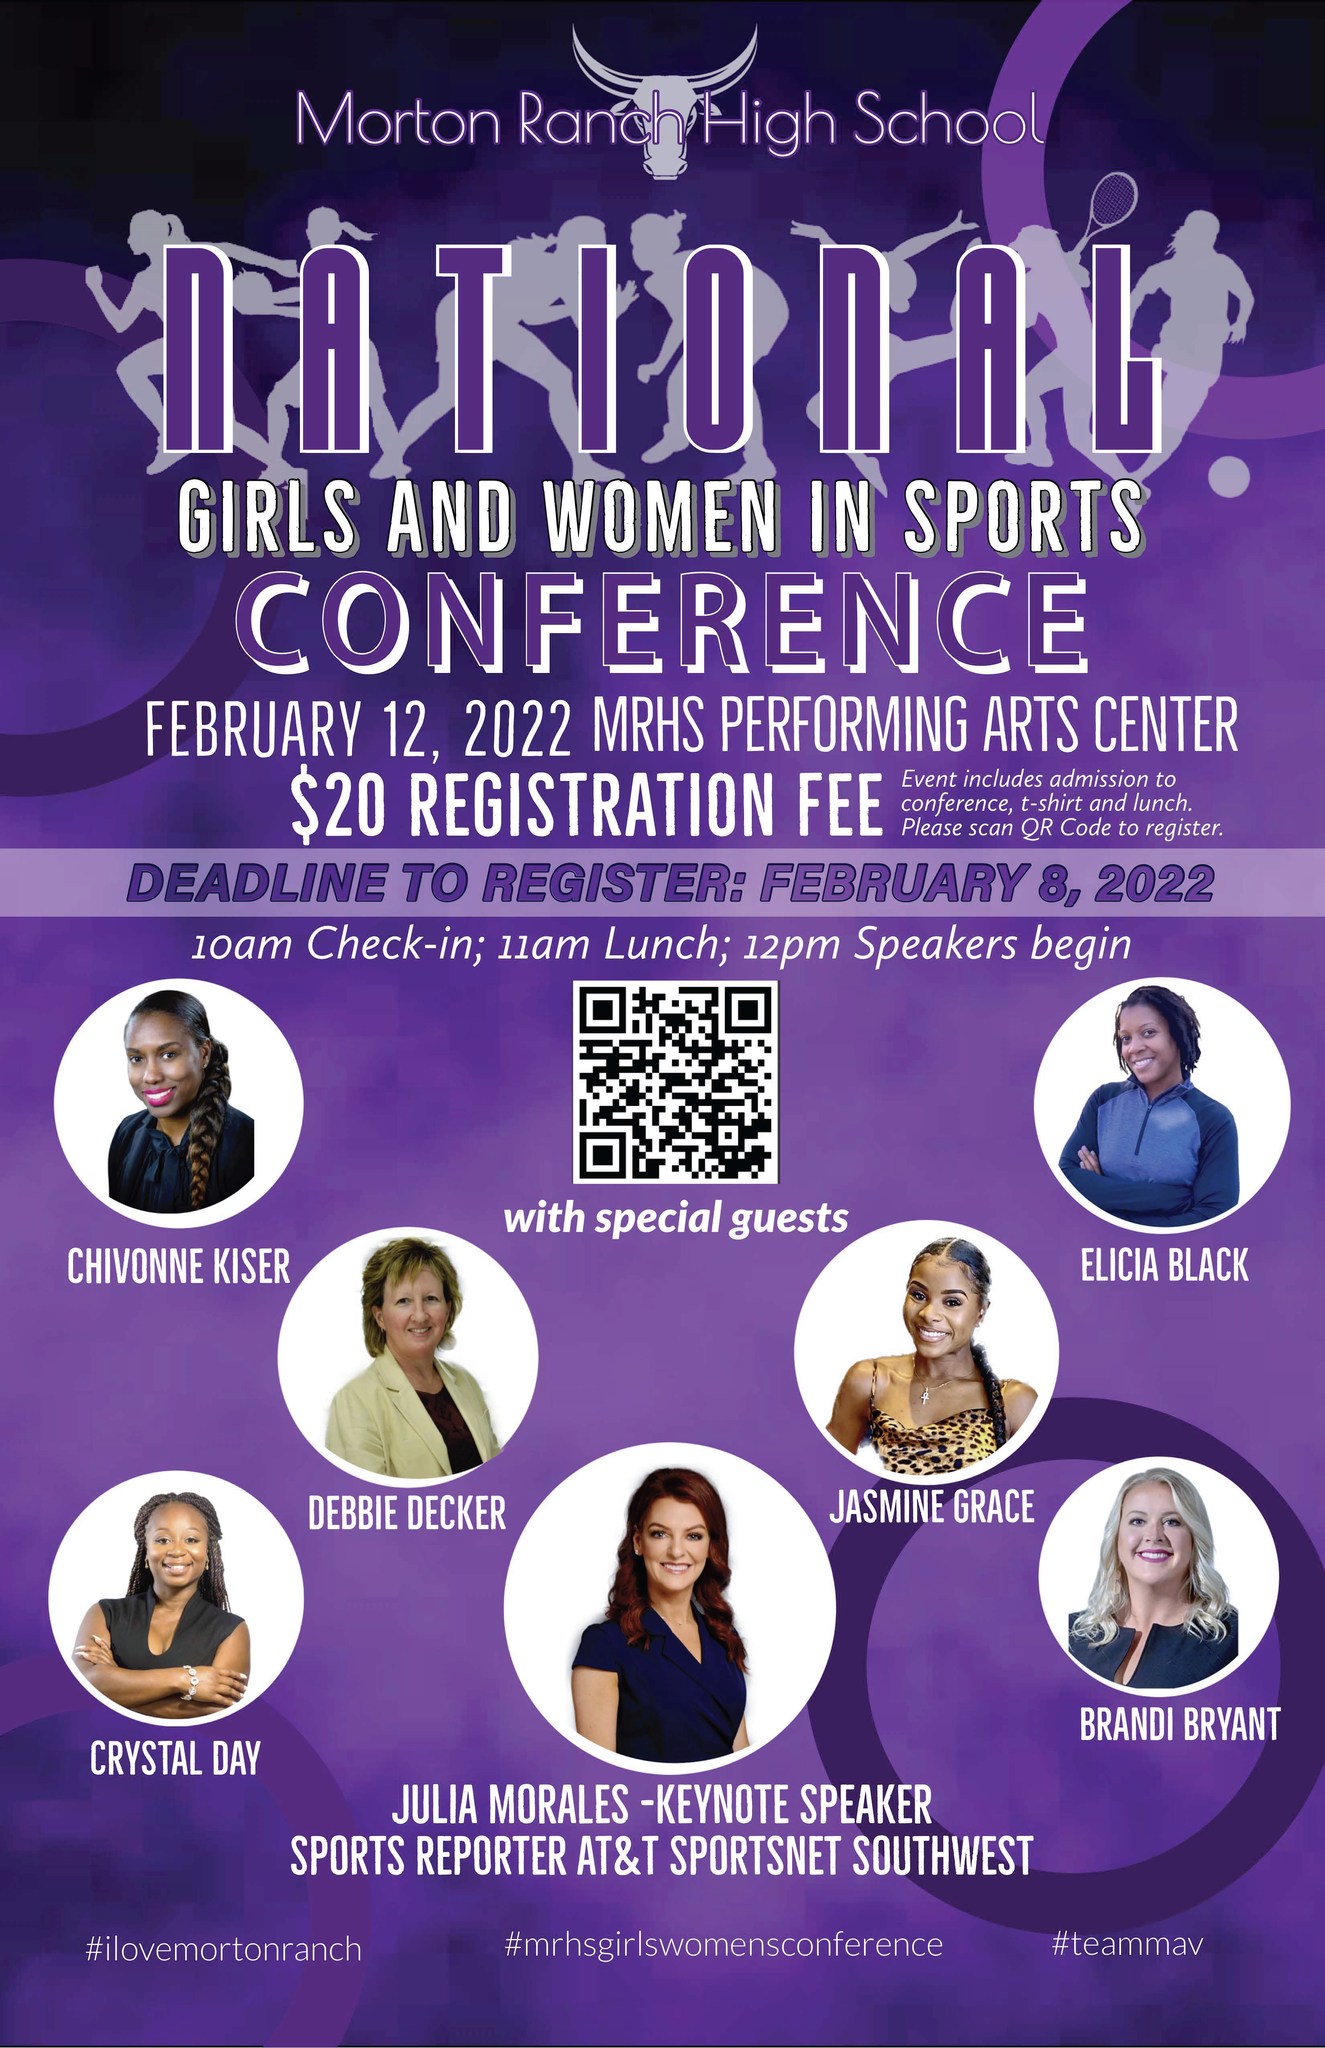 Morton Ranch High School
NATIONAL
GIRLS AND WOMEN IN SPORTS
CONFERENCE
FEBRUARY 12, 2022 MRHS PERFORMING ARTS CENTER
$20 REGISTRATION FEE
Event includes admission to
conference, t-shirt and lunch.
Please scan QR Code to register.
DEADLINE TO REGISTER: FEBRUARY 8, 2022
10am Check-in; 11am Lunch; 12pm Speakers begin
with special guests
CHIVONNE KISER
ELICIA BLACK
DEBBIE DECKER
JASMINE GRACE
CRYSTAL DAY
BRANDI BRYANT
JULIA MORALES -KEYNOTE SPEAKER
SPORTS REPORTER AT&T SPORTSNET SOUTHWEST
#ilovemortonranch
#mrhsgirlswomensconference
#teammav